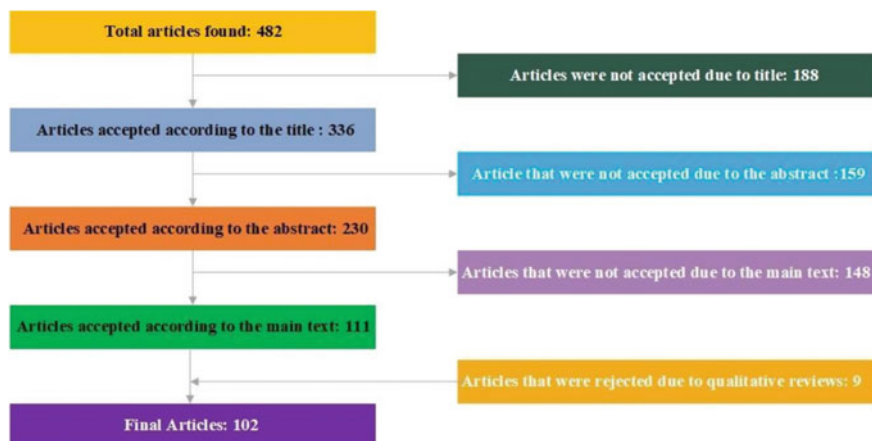 Total articles found: 482
Articles were not accepted due to title: 188
Articles accepted according to the title : 336
Article that were not accepted due to the abstract :159
Articles accepted according to the abstract: 230
Articles that were not accepted due to the main text: 148
Articles accepted according to the main text: 111
Articles that were rejected due to qualitative reviews: 9
Final Articles: 102